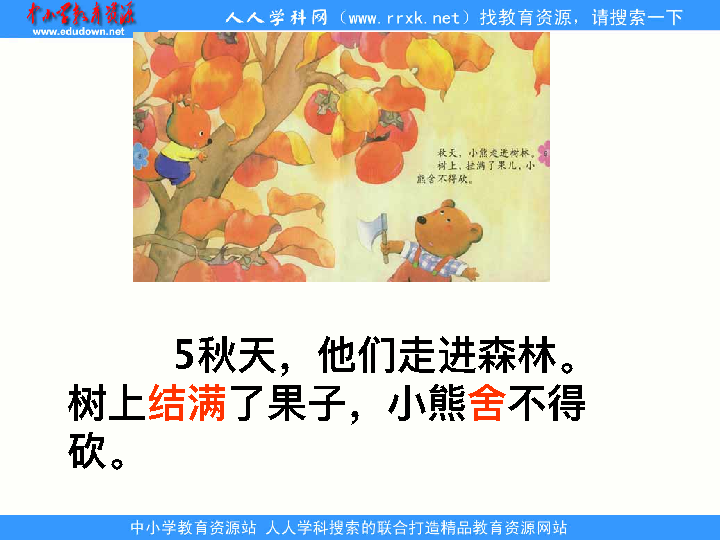 中小学教育资源
www.edudown.net
人人学科网（www.rrxk.net）找教育资源，请搜索一下
秋天，小熊走进树林。
树上，挂满了果儿，小
熊舍不得砍。
5秋天，他们走进森林。
树上结满了果子，小熊舍不得
砍。
中小学教育资源站 人人学科搜索的联合打造精品教育资源网站